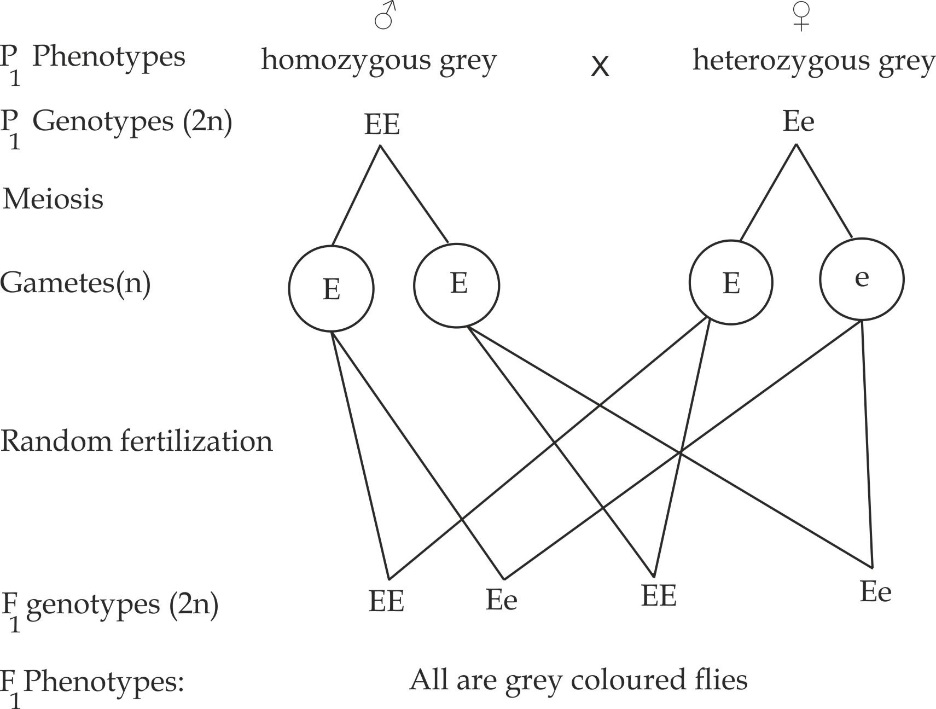 ♂ ♀
P1 Phenotypes homozygous grey x heterozygous grey
P1 Genotypes (2n) EE Ee
Meiosis
Gametes(n) E E E e
Random fertilization
F1 genotypes (2n) EE Ee EE Ee
F1 Phenotypes: All are grey coloured flies